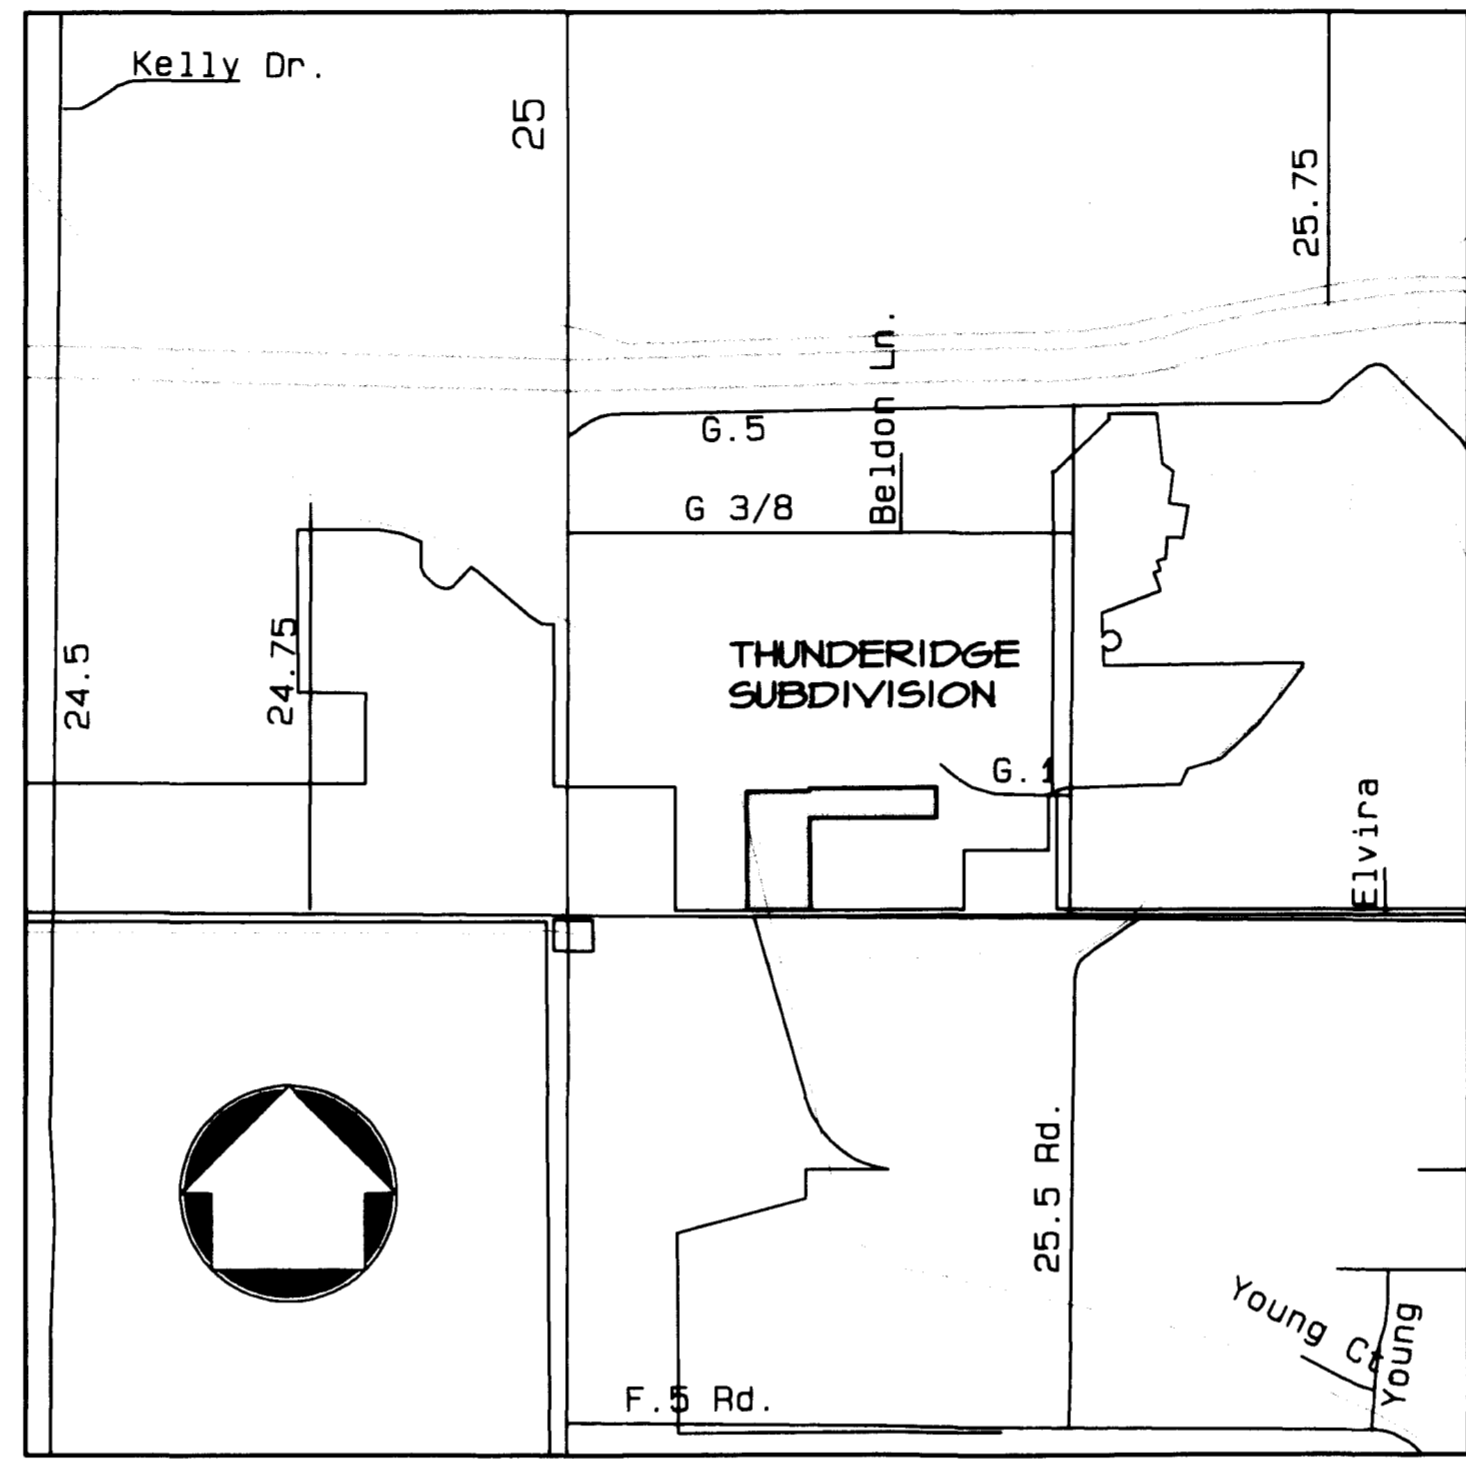 Kelly Dr.
25
25.75
Beldon Ln.
G.5
G 3/8
24.5
24.75
THUNDERIDGE
SUBDIVISION
G.1
Elvira
25.5 Rd.
Young Ct
Young
F.5 Rd.